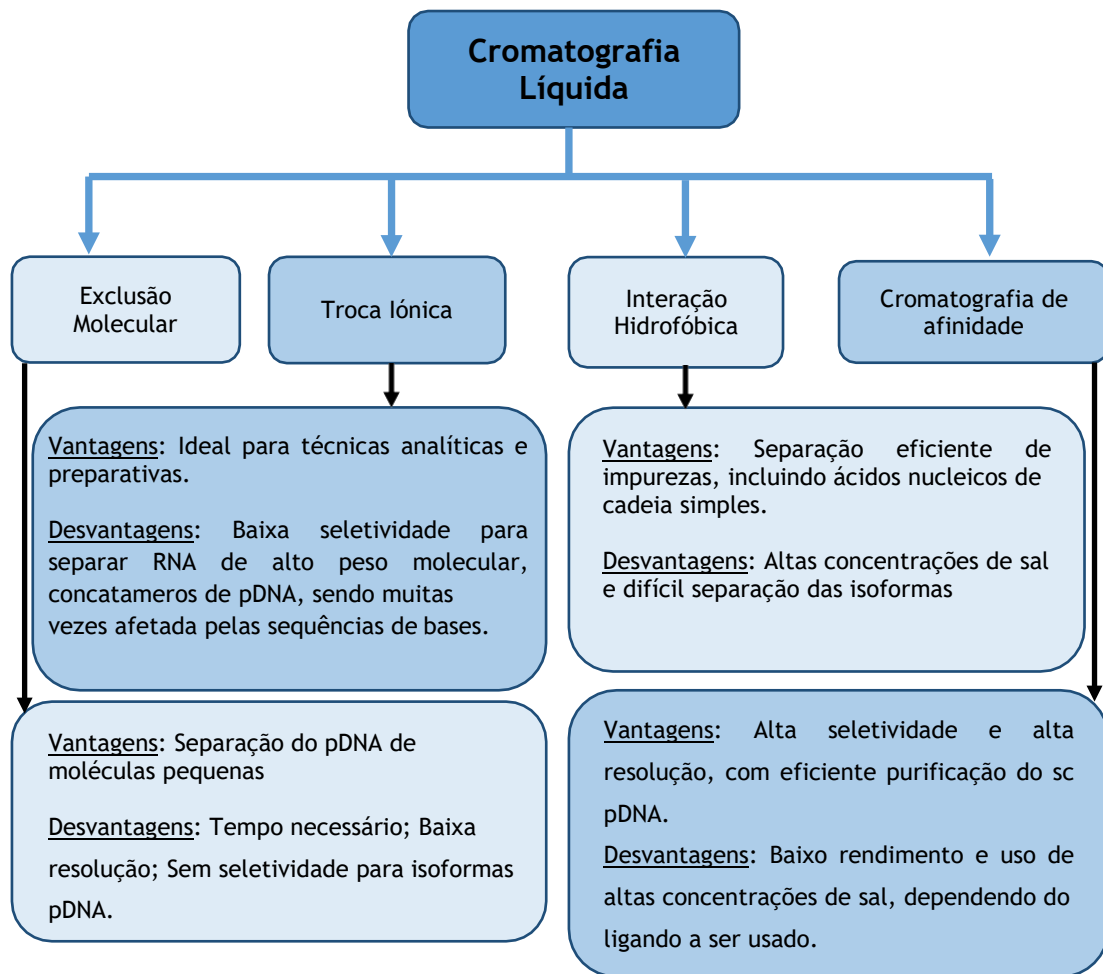 Cromatografia
Líquida
Exclusão
Molecular
Troca Iónica
Interação
Hidrofóbica
Cromatografia de
afinidade
Vantagens: Ideal para técnicas analíticas e
preparativas.
Desvantagens: Baixa seletividade para
separar RNA de alto peso molecular,
concatameros de pDNA, sendo muitas
vezes afetada pelas sequências de bases.
Vantagens: Separação eficiente de
impurezas, incluindo ácidos nucleicos de
cadeia simples.
Desvantagens: Altas concentrações de sal
e difícil separação das isoformas
Vantagens: Separação do pDNA de
moléculas pequenas
Desvantagens: Tempo necessário; Baixa
resolução; Sem seletividade para isoformas
pDNA.
Vantagens: Alta seletividade e alta
resolução, com eficiente purificação do sc
pDNA.
Desvantagens: Baixo rendimento e uso de
altas concentrações de sal, dependendo do
ligando a ser usado.